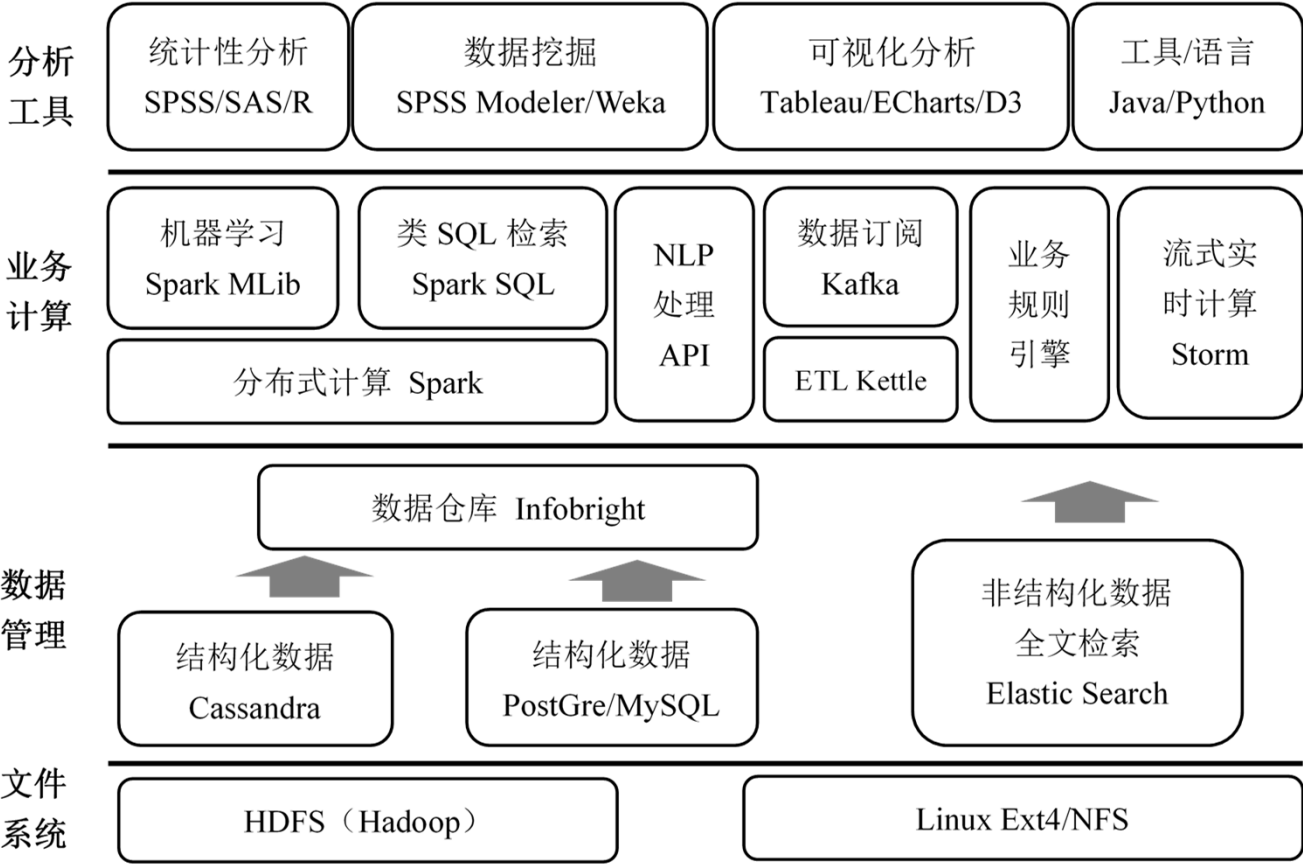 分析
工具
统计性分析
SPSS/SAS/R
数据挖掘
SPSS Modeler/Weka
可视化分析
Tableau/ECharts/D3
工具/语言
Java/Python
业务
计算
机器学习
Spark MLib
类 SQL 检索
Spark SQL
分布式计算 Spark
NLP
处理
API
数据订阅
Kafka
ETL Kettle
业务
规则
引擎
流式实
时计算
Storm
数据
管理
数据仓库 Infobright
结构化数据
Cassandra
结构化数据
PostGre/MySQL
非结构化数据
全文检索
Elastic Search
文件
系统
HDFS（Hadoop）
Linux Ext4/NFS